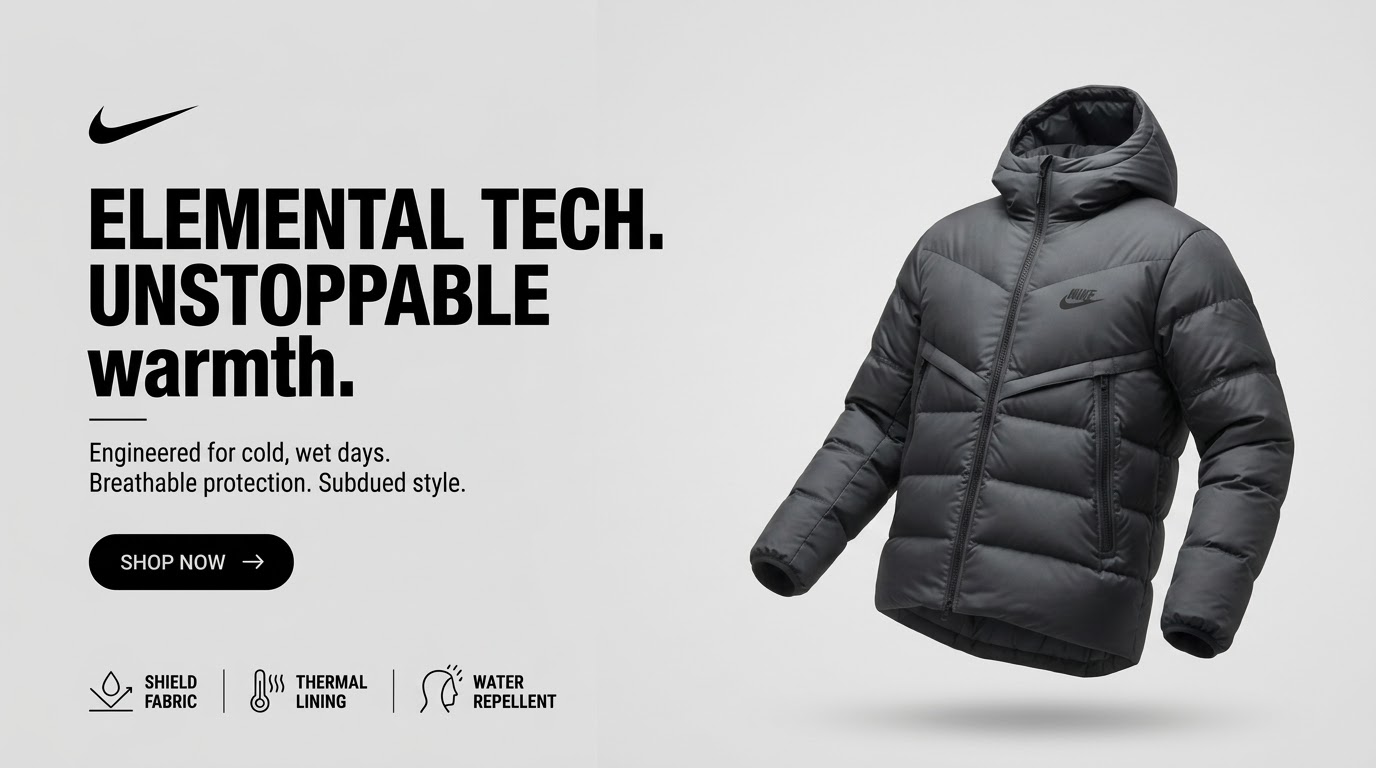 ELEMENTAL TECH.
UNSTOPPABLE
warmth.
Engineered for cold, wet days.
Breathable protection. Subdued style.
SHOP NOW →
SHIELD
FABRIC
THERMAL
LINING
WATER
REPELLENT
NIKE